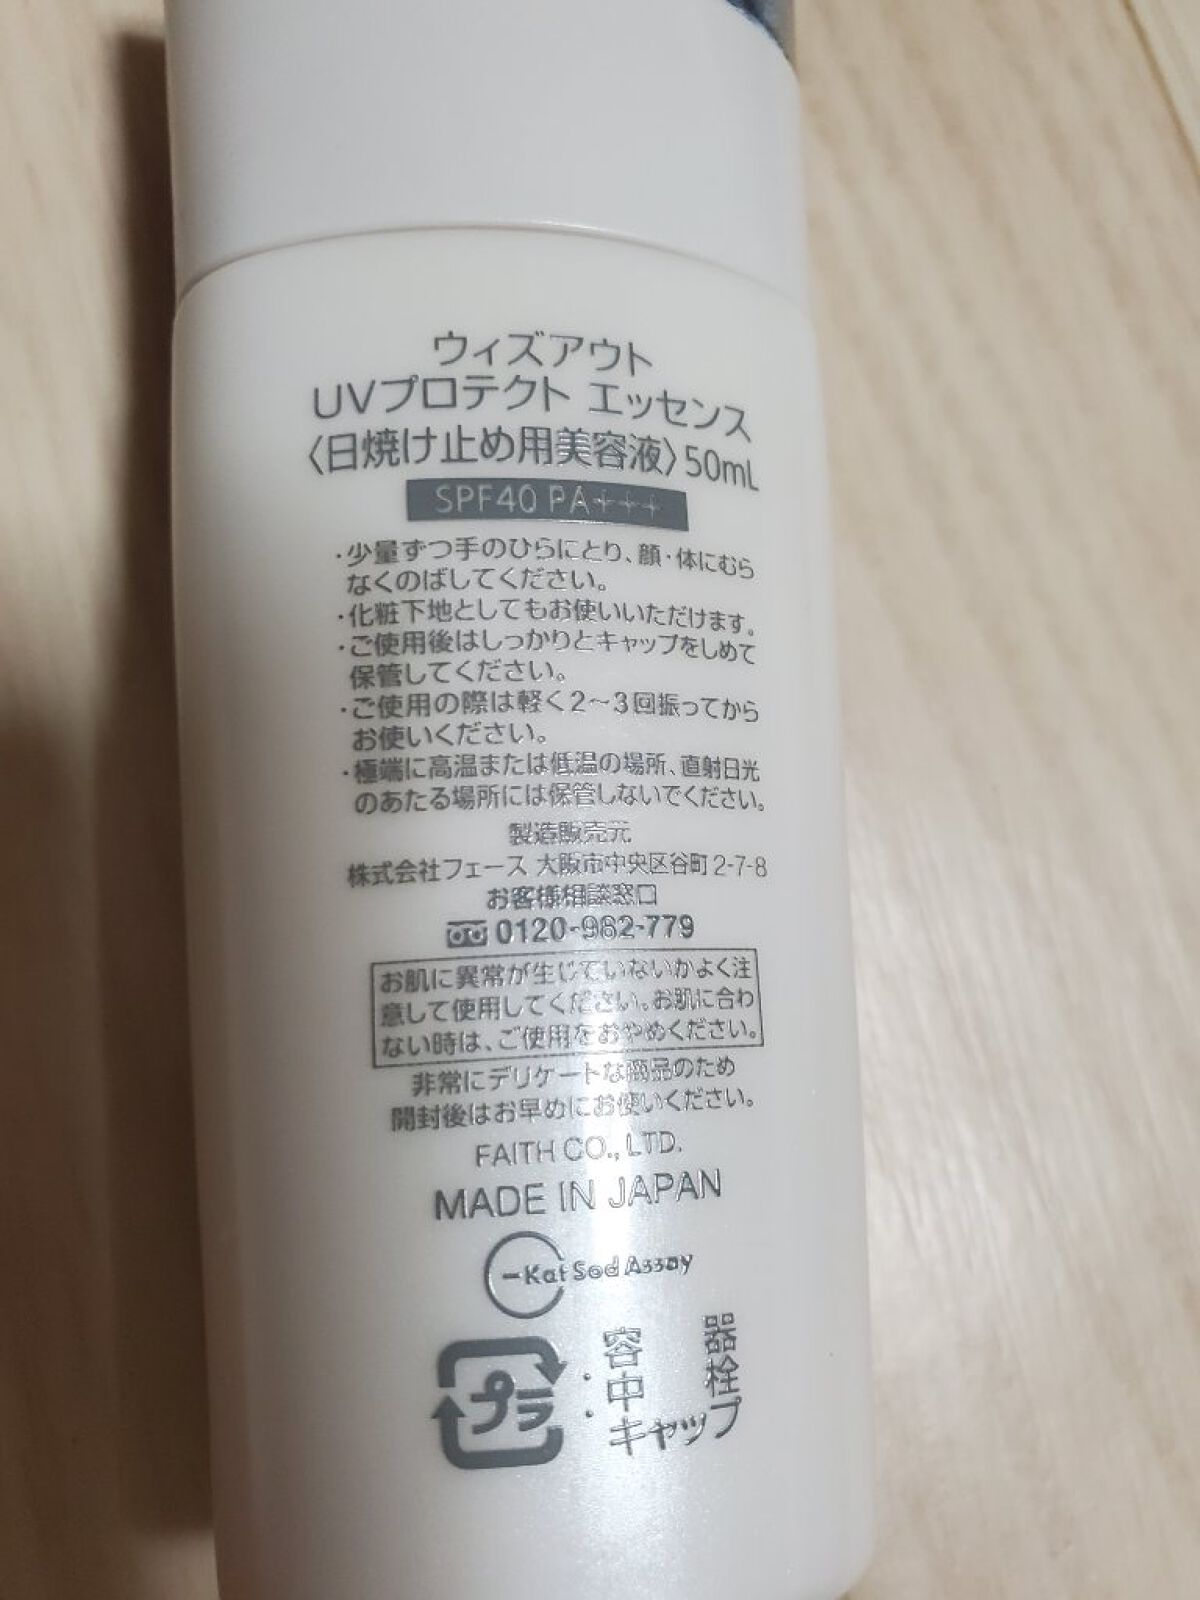 ウィズアウト
UVプロテクト エッセンス
〈日焼け止め用美容液〉50mL
SPF40 PA+++
・少量ずつ手のひらにとり、顔・体にむら
なくのばしてください。
・化粧下地としてもお使いいただけます。
・ご使用後はしっかりとキャップをしめて
保管してください。
・ご使用の際は軽く2〜3回振ってから
お使いください。
・極端に高温または低温の場所、直射日光
のあたる場所には保管しないでください。
製造販売元
株式会社フェース 大阪市中央区谷町2-7-8
お客様相談窓口
0120-962-779
お肌に異常が生じていないかよく注
意して使用してください。お肌に合わ
ない時は、ご使用をおやめください。
非常にデリケートな商品のため
開封後はお早めにお使いください。
FAITH CO., LTD.
MADE IN JAPAN
-Kat Sod Assay
プラ
：容器
・中栓
・キャップ